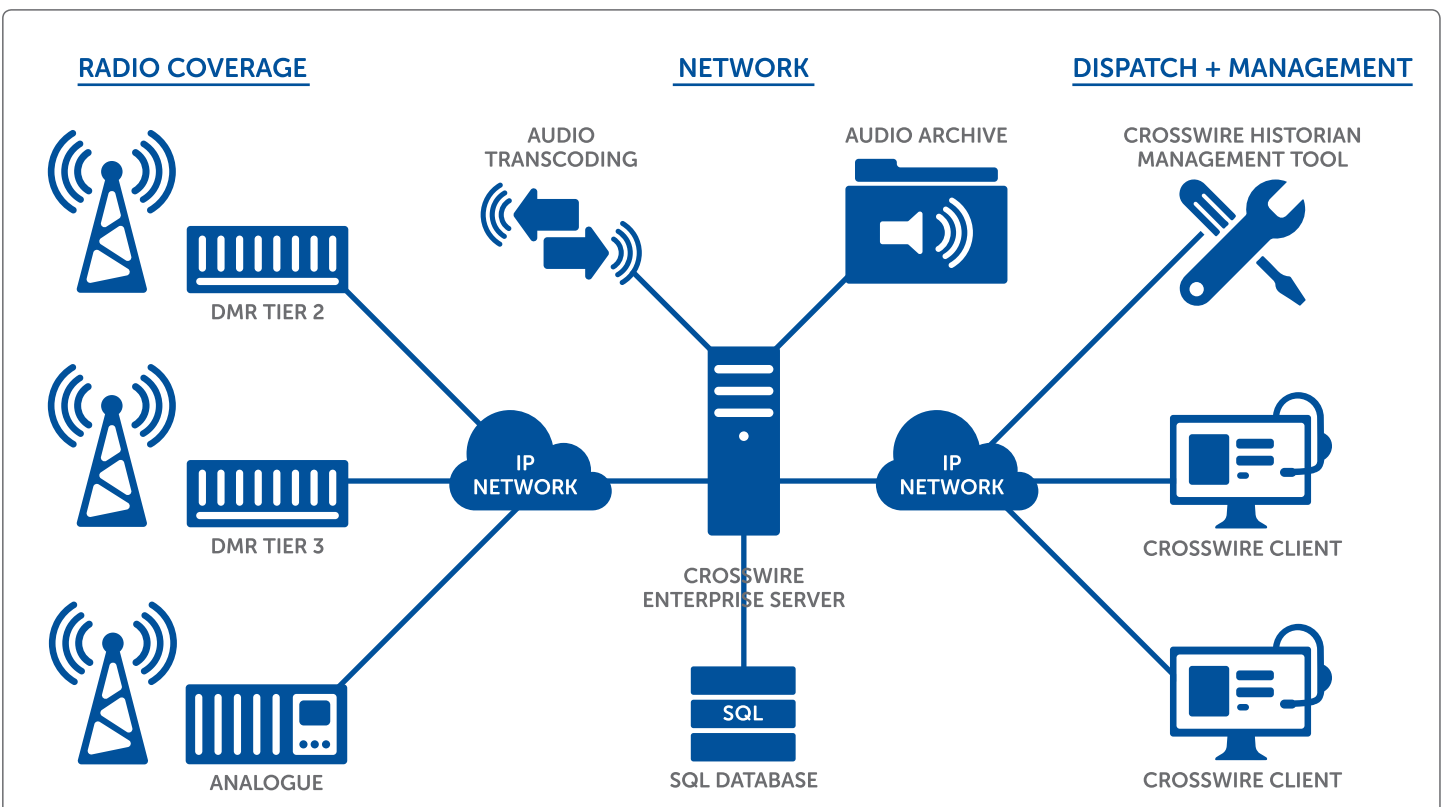 RADIO COVERAGE
NETWORK
DISPATCH + MANAGEMENT
AUDIO
TRANSCODING
AUDIO ARCHIVE
CROSSWIRE HISTORIAN
MANAGEMENT TOOL
DMR TIER 2
IP
NETWORK
IP
NETWORK
DMR TIER 3
CROSSWIRE CLIENT
CROSSWIRE
ENTERPRISE SERVER
SQL
ANALOGUE
SQL DATABASE
CROSSWIRE CLIENT